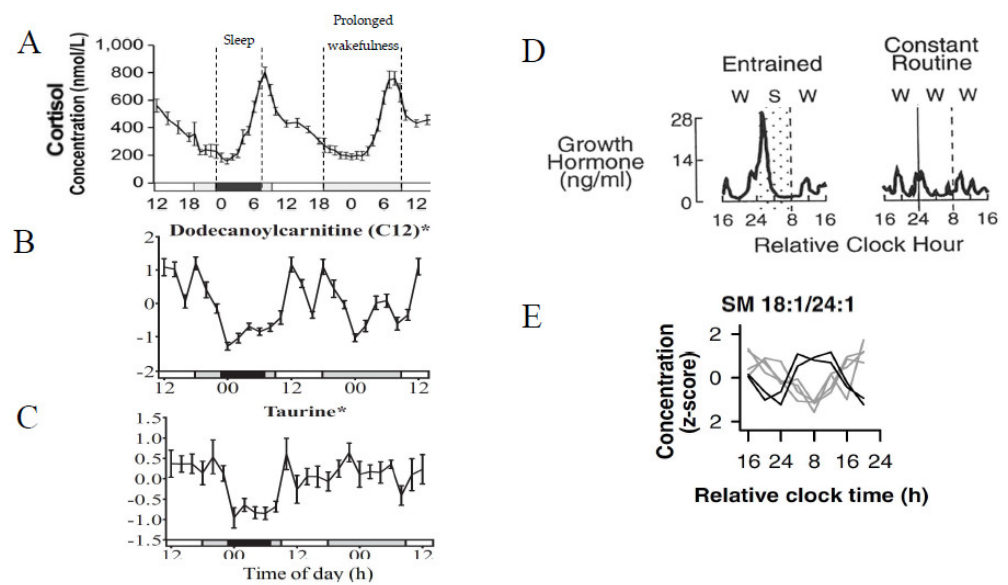 A
Sleep
Prolonged
wakefulness
Cortisol
Concentration (nmol/L)
1,000
800
600
400
200
0
12 18 0 6 12 18 0 6 12
B
Dodecanoylcarnitine (C12)*
2
1
0
-1
-2
12 00 12 00 12
C
Taurine*
1.5
1.0
0.5
0.0
-0.5
-1.0
-1.5
12 00 12 00 12
Time of day (h)
D
Entrained
Constant
Routine
W S W
W W W
Growth
Hormone
(ng/ml)
28
14
0
16 24 8 16
16 24 8 16
Relative Clock Hour
E
SM 18:1/24:1
Concentration
(z-score)
2
0
2
16 24 8 16 24
Relative clock time (h)